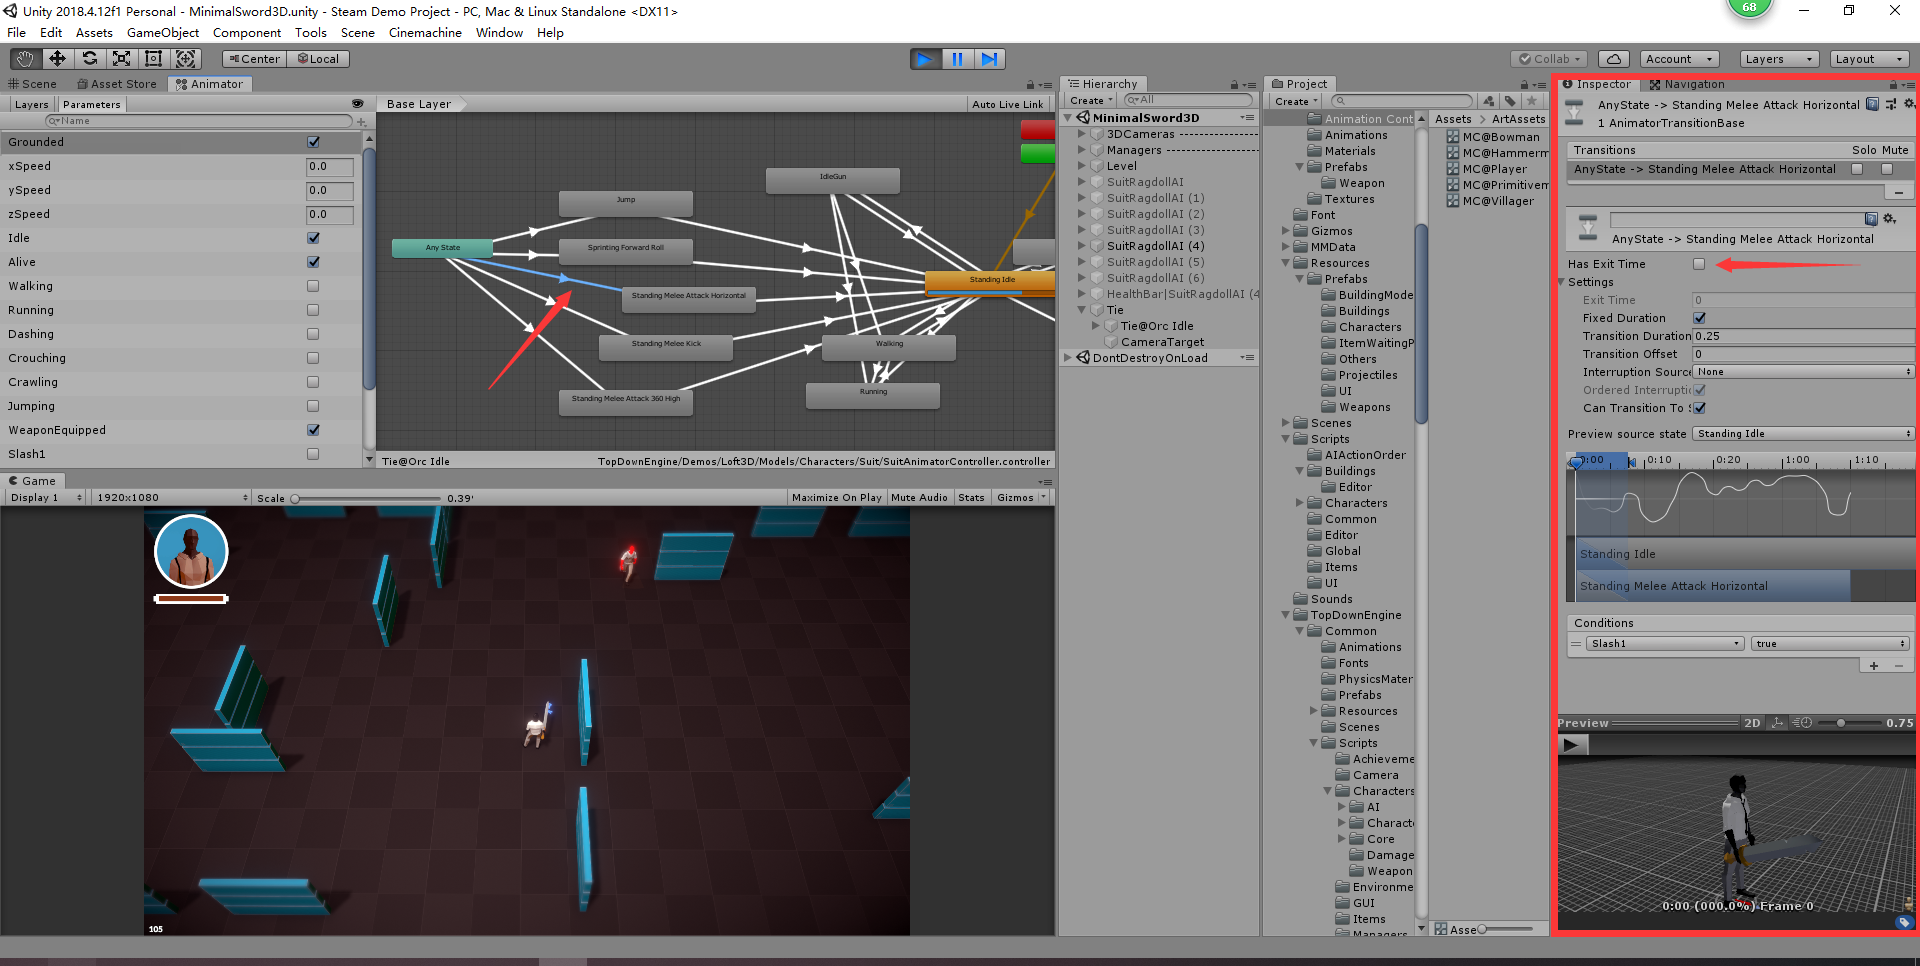 Unity 2018.4.12f1 Personal - MinimalSword3D.unity - Steam Demo Project - PC, Mac & Linux Standalone <DX11>
68
File Edit Assets GameObject Component Tools Scene Cinemachine Window Help
Center Local
Collab Account Layers Layout
Scene Asset Store Animator
Layers Parameters
Name
Grounded
xSpeed 0.0
ySpeed 0.0
zSpeed 0.0
Idle
Alive
Walking
Running
Dashing
Crouching
Crawling
Jumping
WeaponEquipped
Slash1
Base Layer
Auto Live Link
IdleGun
Jump
Any State
Sprinting Forward Roll
Standing Idle
Standing Melee Attack Horizontal
Standing Melee Kick
Walking
Running
Standing Melee Attack 360 High
Tie@Orc Idle
TopDownEngine/Demos/Loft3D/Models/Characters/Suit/SuitAnimatorController.controller
Game
Display 1 1920x1080 Scale 0.39'
Maximize On Play Mute Audio Stats Gizmos
105
Hierarchy
Create All
MinimalSword3D
3DCameras
Managers
Level
SuitRagdollAI
SuitRagdollAI (1)
SuitRagdollAI (2)
SuitRagdollAI (3)
SuitRagdollAI (4)
SuitRagdollAI (5)
SuitRagdollAI (6)
HealthBar|SuitRagdollAI (4
Tie
Tie@Orc Idle
CameraTarget
DontDestroyOnLoad
Project
Create
Animation Cont
Animations
Materials
Prefabs
Weapon
Textures
Font
Gizmos
MMData
Resources
Prefabs
BuildingMode
Buildings
Characters
ItemWaitingP
Others
Projectiles
UI
Weapons
Scenes
Scripts
AIActionOrder
Buildings
Editor
Characters
Common
Editor
Global
Items
UI
Sounds
TopDownEngine
Common
Animations
Fonts
PhysicsMater
Prefabs
Resources
Scenes
Scripts
Achieveme
Camera
Characters
AI
Charact
Core
Damage
Weapon
Environme
GUI
Items
Managers
Assets > ArtAssets
MC@Bowman
MC@Hammerm
MC@Player
MC@Primitivem
MC@Villager
Asse
Inspector Navigation
AnyState -> Standing Melee Attack Horizontal
1 AnimatorTransitionBase
Transitions Solo Mute
AnyState -> Standing Melee Attack Horizontal
AnyState -> Standing Melee Attack Horizontal
Has Exit Time
Settings
Exit Time 0
Fixed Duration
Transition Duration 0.25
Transition Offset 0
Interruption Sourc None
Ordered Interruptic
Can Transition To S
Preview source state Standing Idle
0:00 0:10 0:20 1:00 1:10
Standing Idle
Standing Melee Attack Horizontal
Conditions
Slash1 true
Preview 2D 0.75
0:00 (000.0%) Frame 0